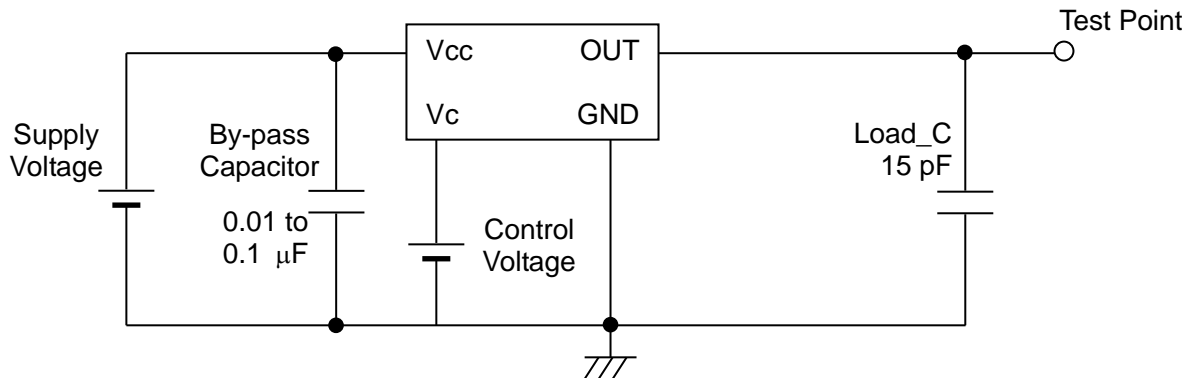 Test Point
Vcc OUT
Vc GND
Supply
Voltage
By-pass
Capacitor
0.01 to
0.1 μF
Control
Voltage
Load_C
15 pF